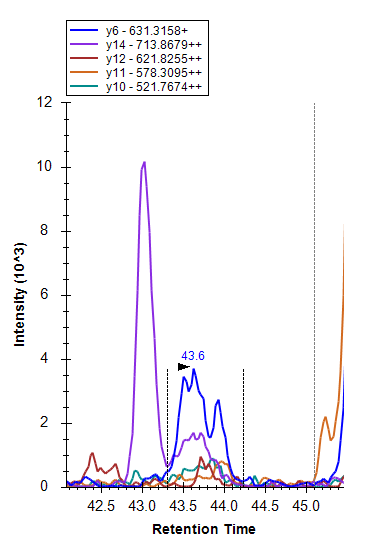 y6 - 631.3158+
y14 - 713.8679++
y12 - 621.8255++
y11 - 578.3095++
y10 - 521.7674++
12
10
8
6
4
2
0
Intensity (10^3)
43.6
42.5 43.0 43.5 44.0 44.5 45.0
Retention Time